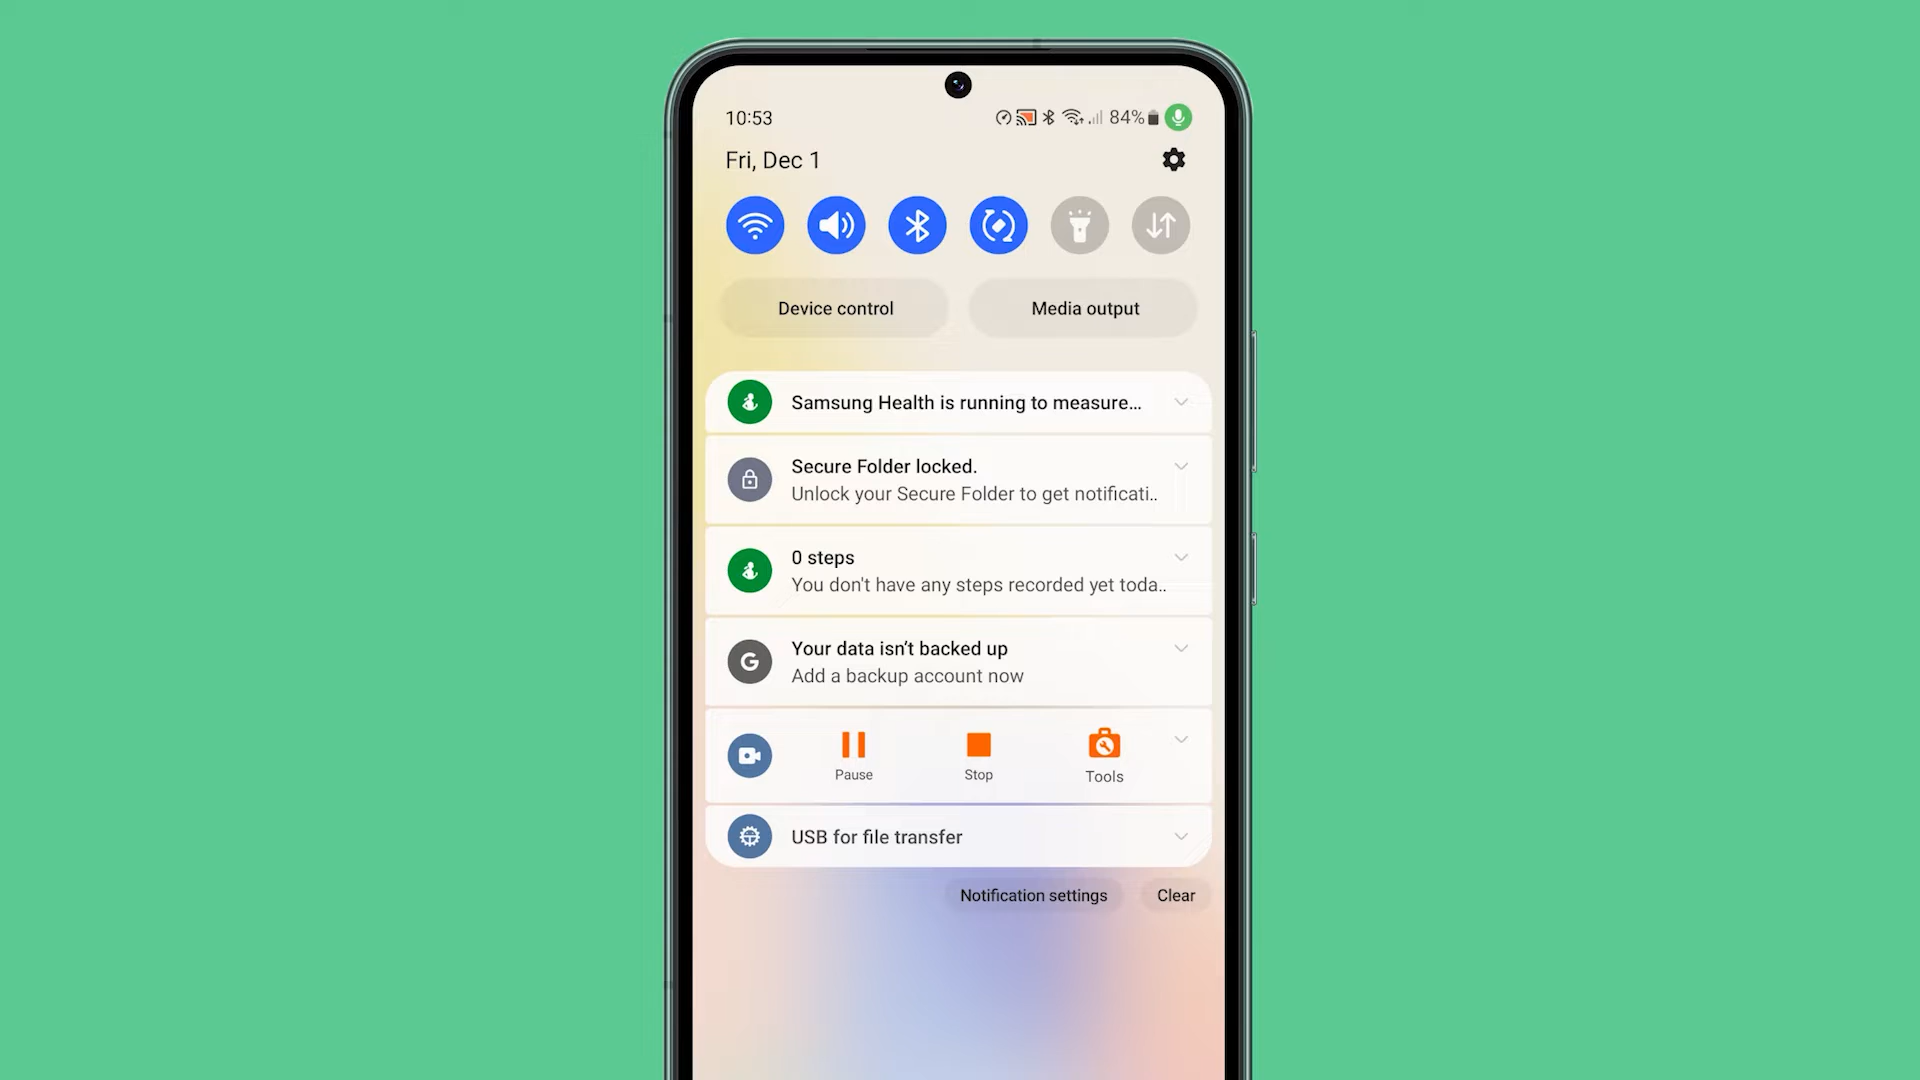 10:53
84%
Fri, Dec 1
Device control
Media output
Samsung Health is running to measure...
Secure Folder locked.
Unlock your Secure Folder to get notificati..
0 steps
You don't have any steps recorded yet toda..
G
Your data isn’t backed up
Add a backup account now
Pause
Stop
Tools
USB for file transfer
Notification settings
Clear